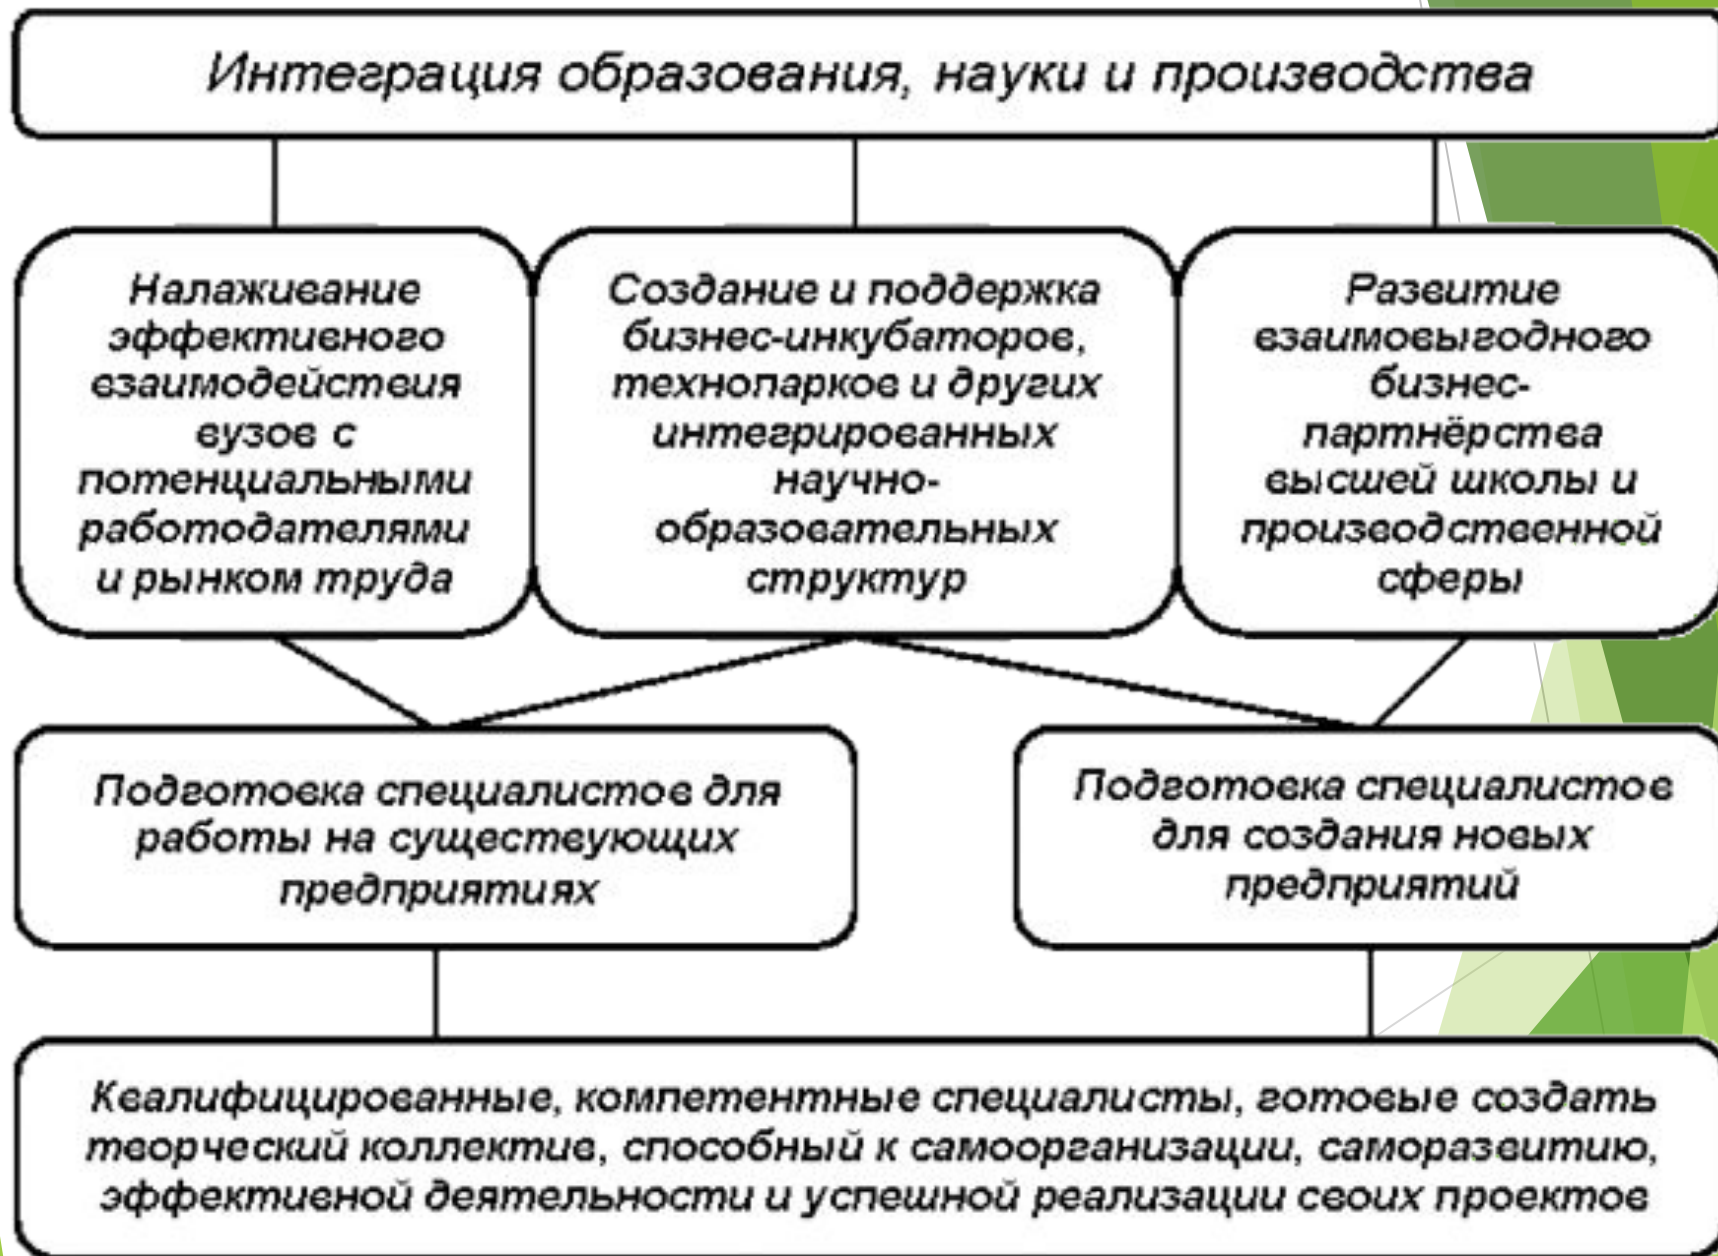 Интеграция образования, науки и производства
Налаживание
эффективного
взаимодействия
вузов с
потенциальными
работодателями
и рынком труда
Создание и поддержка
бизнес-инкубаторов,
технопарков и других
интегрированных
научно-
образовательных
структур
Развитие
взаимовыгодного
бизнес-
партнёрства
высшей школы и
производственной
сферы
Подготовка специалистов для
работы на существующих
предприятиях
Подготовка специалистов
для создания новых
предприятий
Квалифицированные, компетентные специалисты, готовые создать
творческий коллектив, способный к самоорганизации, саморазвитию,
эффективной деятельности и успешной реализации своих проектов